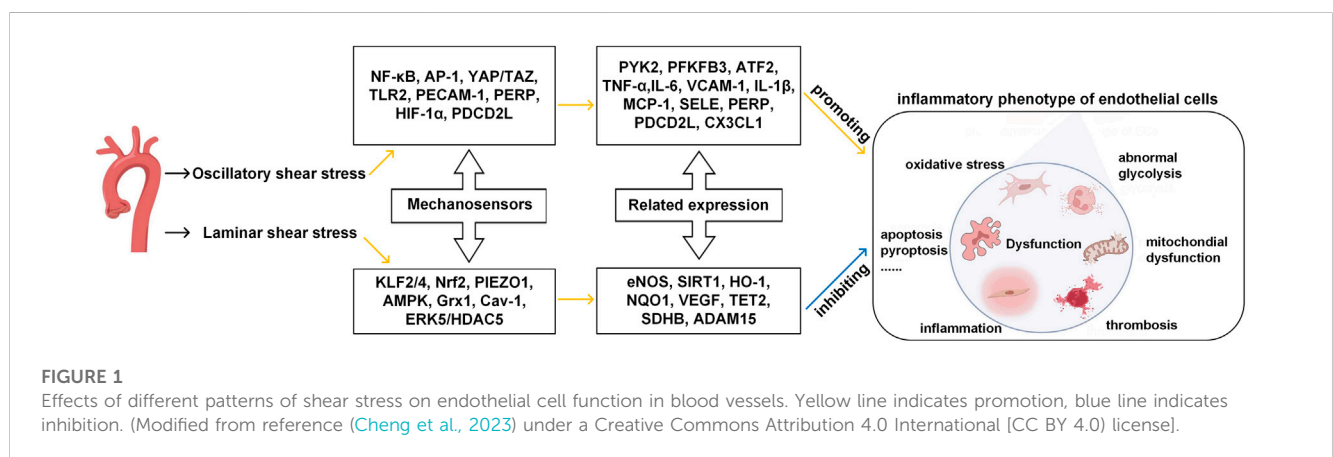 NF-κB, AP-1, YAP/TAZ,
TLR2, PECAM-1, PERP,
HIF-1α, PDCD2L
PYK2, PFKFB3, ATF2,
TNF-α,IL-6, VCAM-1, IL-1β,
MCP-1, SELE, PERP,
PDCD2L, CX3CL1
promoting
inflammatory phenotype of endothelial cells
Oscillatory shear stress
Mechanosensors
Related expression
Laminar shear stress
KLF2/4, Nrf2, PIEZO1,
AMPK, Grx1, Cav-1,
ERK5/HDAC5
eNOS, SIRT1, HO-1,
NQO1, VEGF, TET2,
SDHB, ADAM15
inhibiting
oxidative stress
abnormal
glycolysis
apoptosis
pyroptosis
......
Dysfunction
mitochondial
dysfunction
inflammation
thrombosis
FIGURE 1
Effects of different patterns of shear stress on endothelial cell function in blood vessels. Yellow line indicates promotion, blue line indicates
inhibition. (Modified from reference (Cheng et al., 2023) under a Creative Commons Attribution 4.0 International [CC BY 4.0) license].